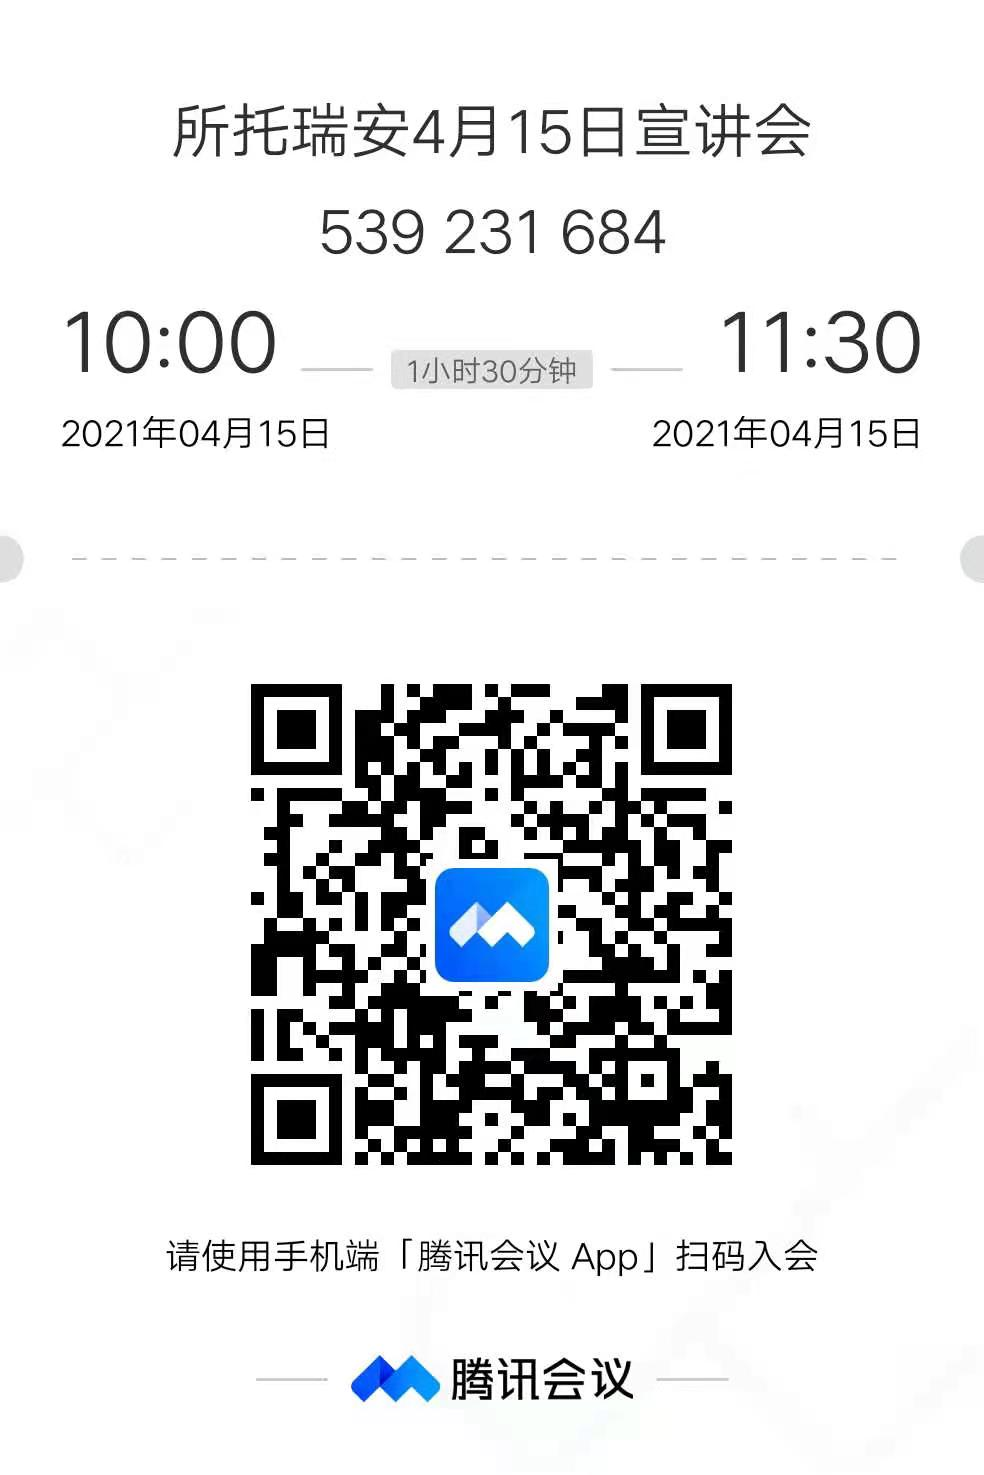 所托瑞安4月15日宣讲会
539 231 684
10:00 1小时30分钟 11:30
2021年04月15日 2021年04月15日
请使用手机端「腾讯会议 App」扫码入会
腾讯会议